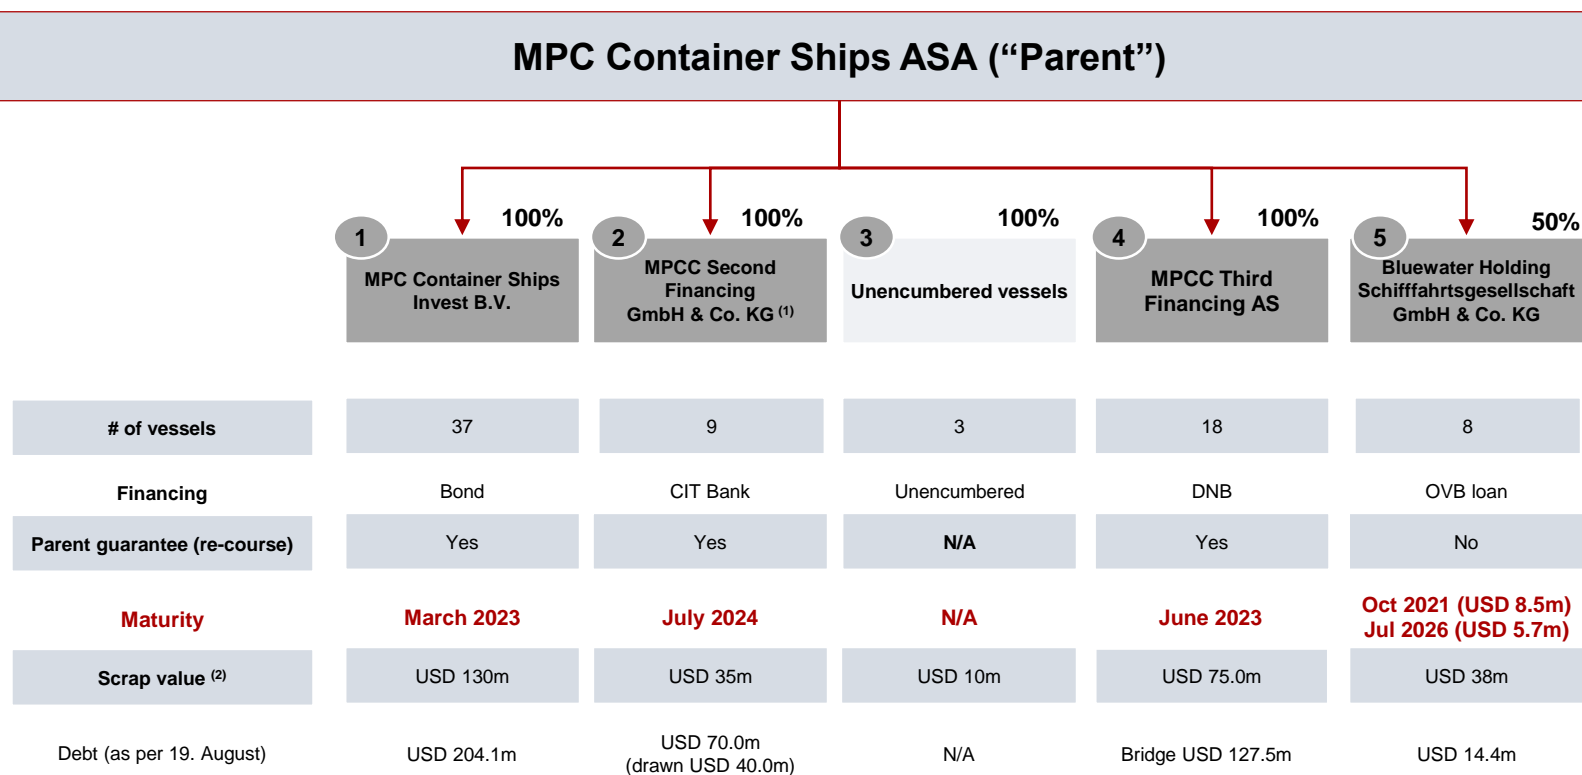 MPC Container Ships ASA (“Parent”)
1
100%
MPC Container Ships
Invest B.V.
2
100%
MPCC Second
Financing
GmbH & Co. KG (1)
3
100%
Unencumbered vessels
4
100%
MPCC Third
Financing AS
5
50%
Bluewater Holding
Schifffahrtsgesellschaft
GmbH & Co. KG
# of vessels 37 9 3 18 8
Financing Bond CIT Bank Unencumbered DNB OVB loan
Parent guarantee (re-course) Yes Yes N/A Yes No
Maturity March 2023 July 2024 N/A June 2023 Oct 2021 (USD 8.5m)
Jul 2026 (USD 5.7m)
Scrap value (2) USD 130m USD 35m USD 10m USD 75.0m USD 38m
Debt (as per 19. August) USD 204.1m USD 70.0m
(drawn USD 40.0m)
N/A Bridge USD 127.5m USD 14.4m